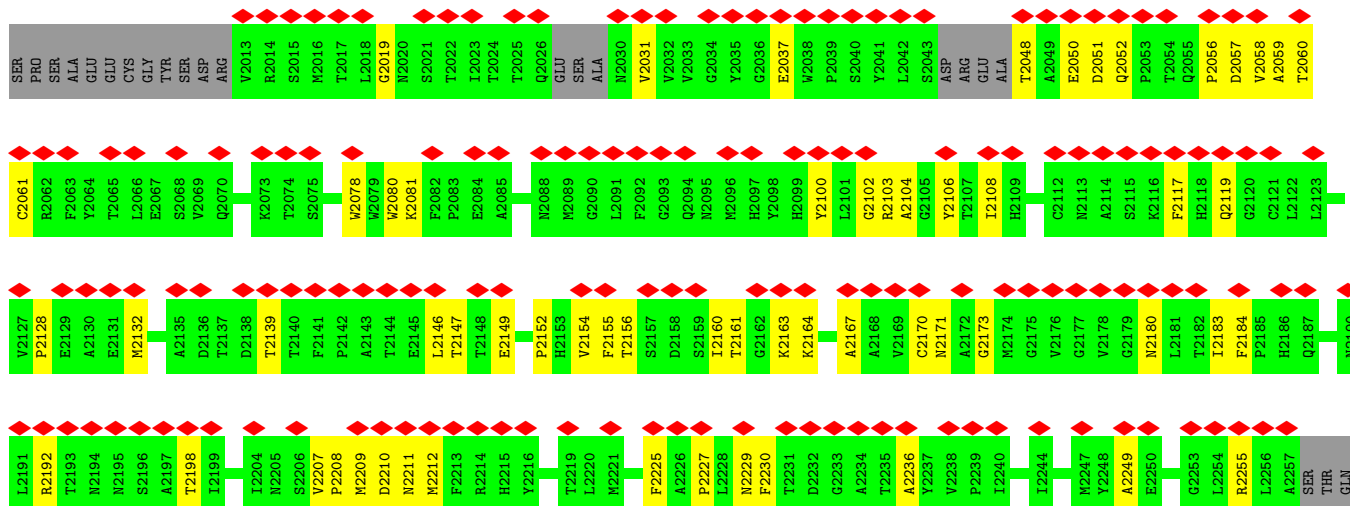 SER PRO SER ALA GLU GLU CYS GLY TYR SER ASP ARG V2013 R2014 S2015 W2016 T2017 L2018 G2019 N2020 S2021 T2022 I2023 T2024 T2025 Q2026 GLU SER ALA N2030 V2031 V2032 V2033 G2034 Y2035 G2036 E2037 W2038 P2039 S2040 Y2041 L2042 S2043 ASP ARG GLU ALA T2048 A2049 E2050 D2051 Q2052 P2053 T2054 Q2055 P2056 D2057 V2058 A2059 T2060
C2061 R2062 F2063 Y2064 T2065 L2066 E2067 S2068 V2069 Q2070 K2073 T2074 S2075 W2078 W2079 W2080 K2081 F2082 P2083 E2084 A2085 N2088 M2089 G2090 L2091 F2092 G2093 Q2094 N2095 M2096 H2097 Y2098 H2099 Y2100 L2101 G2102 R2103 A2104 G2105 Y2106 T2107 I2108 H2109 C2112 N2113 A2114 S2115 K2116 F2117 H2118 Q2119 G2120 C2121 L2122 L2123
V2127 P2128 E2129 A2130 E2131 M2132 A2135 D2136 T2137 D2138 T2139 T2140 F2141 P2142 A2143 T2144 E2145 L2146 T2147 T2148 E2149 P2152 H2153 V2154 F2155 T2156 S2157 D2158 S2159 I2160 T2161 G2162 K2163 K2164 A2167 A2168 V2169 C2170 N2171 A2172 G2173 M2174 G2175 V2176 G2177 V2178 G2179 N2180 L2181 T2182 I2183 F2184 P2185 H2186 Q2187 N2190
L2191 R2192 T2193 N2194 N2195 S2196 A2197 T2198 I2199 I2204 N2205 S2206 V2207 P2208 M2209 D2210 N2211 M2212 F2213 R2214 H2215 Y2216 T2219 L2220 M2221 F2225 A2226 P2227 L2228 N2229 F2230 T2231 D2232 G2233 A2234 T2235 A2236 Y2237 V2238 P2239 I2240 I2244 M2247 Y2248 A2249 E2250 G2253 L2254 R2255 L2256 A2257 SER THR GLN